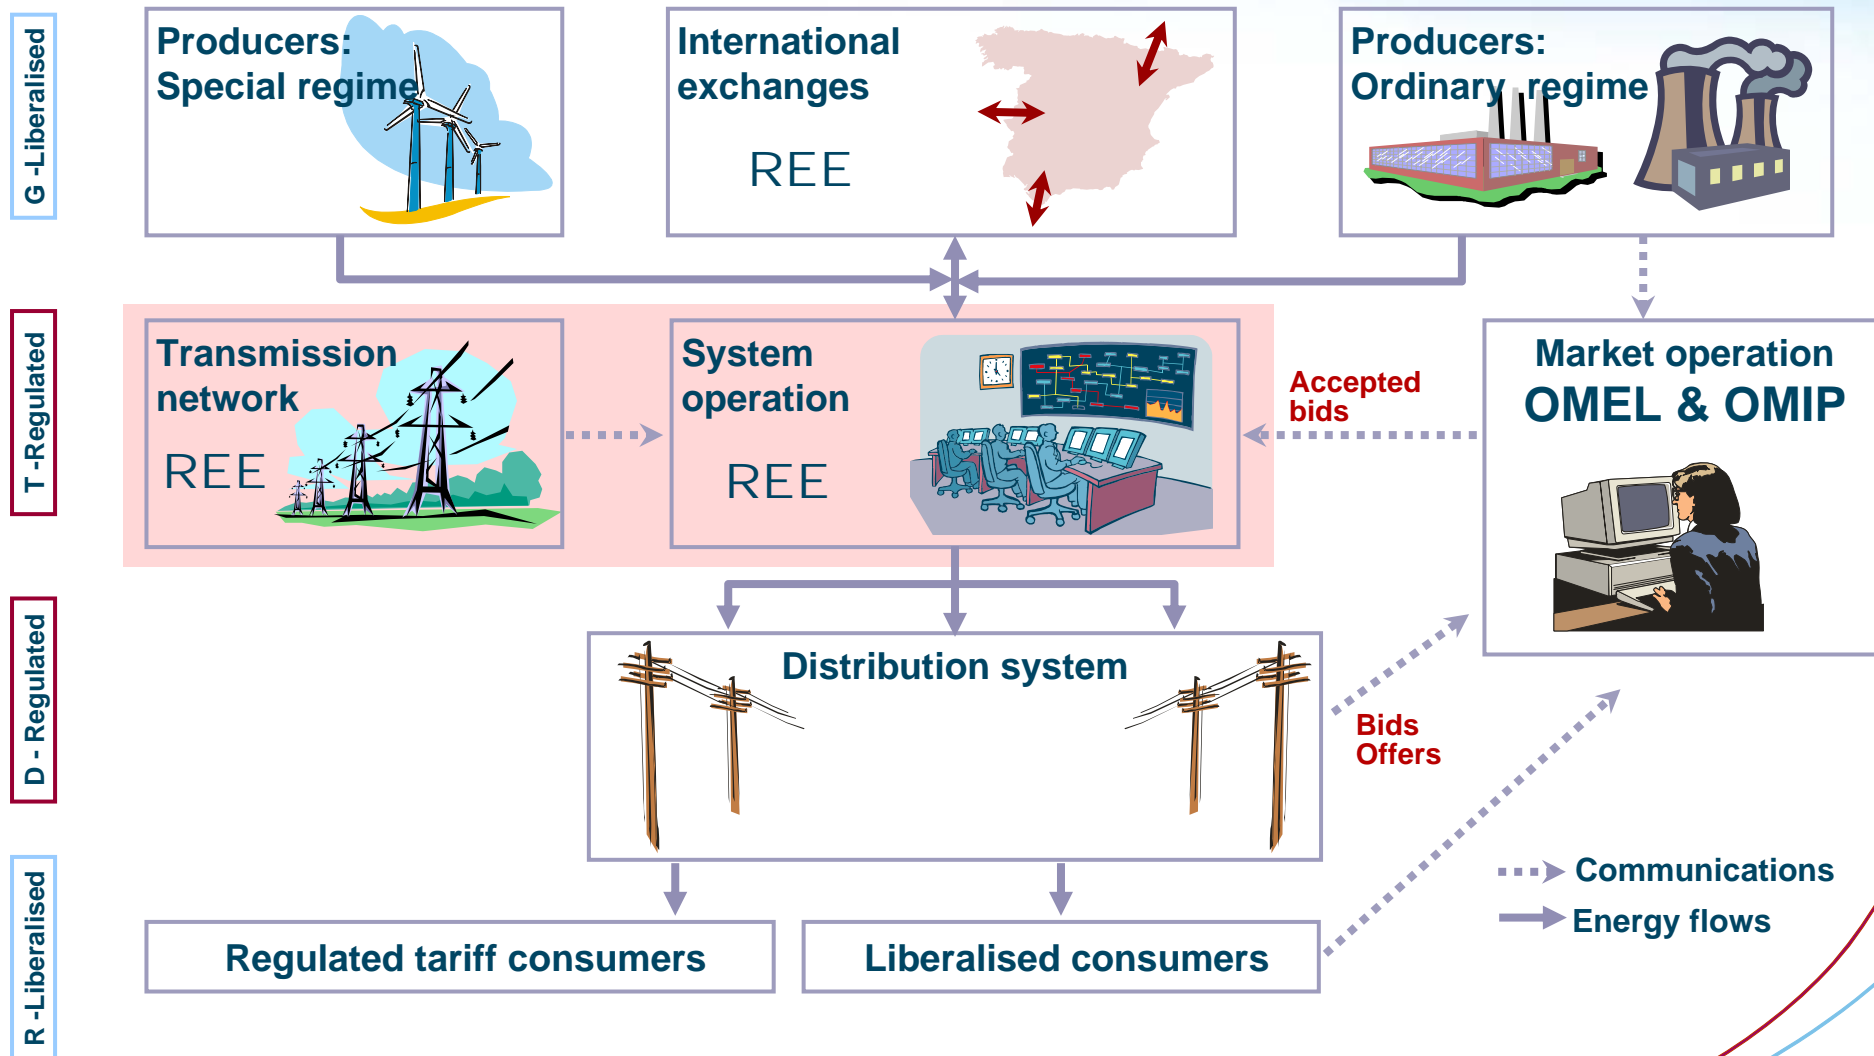 G -Liberalised
Producers:
Special regime
International
exchanges
REE
Producers:
Ordinary regime
T -Regulated
Transmission
network
REE
System
operation
REE
Accepted
bids
Market operation
OMEL & OMIP
D - Regulated
Distribution system
Bids
Offers
R -Liberalised
Regulated tariff consumers
Liberalised consumers
Communications
Energy flows